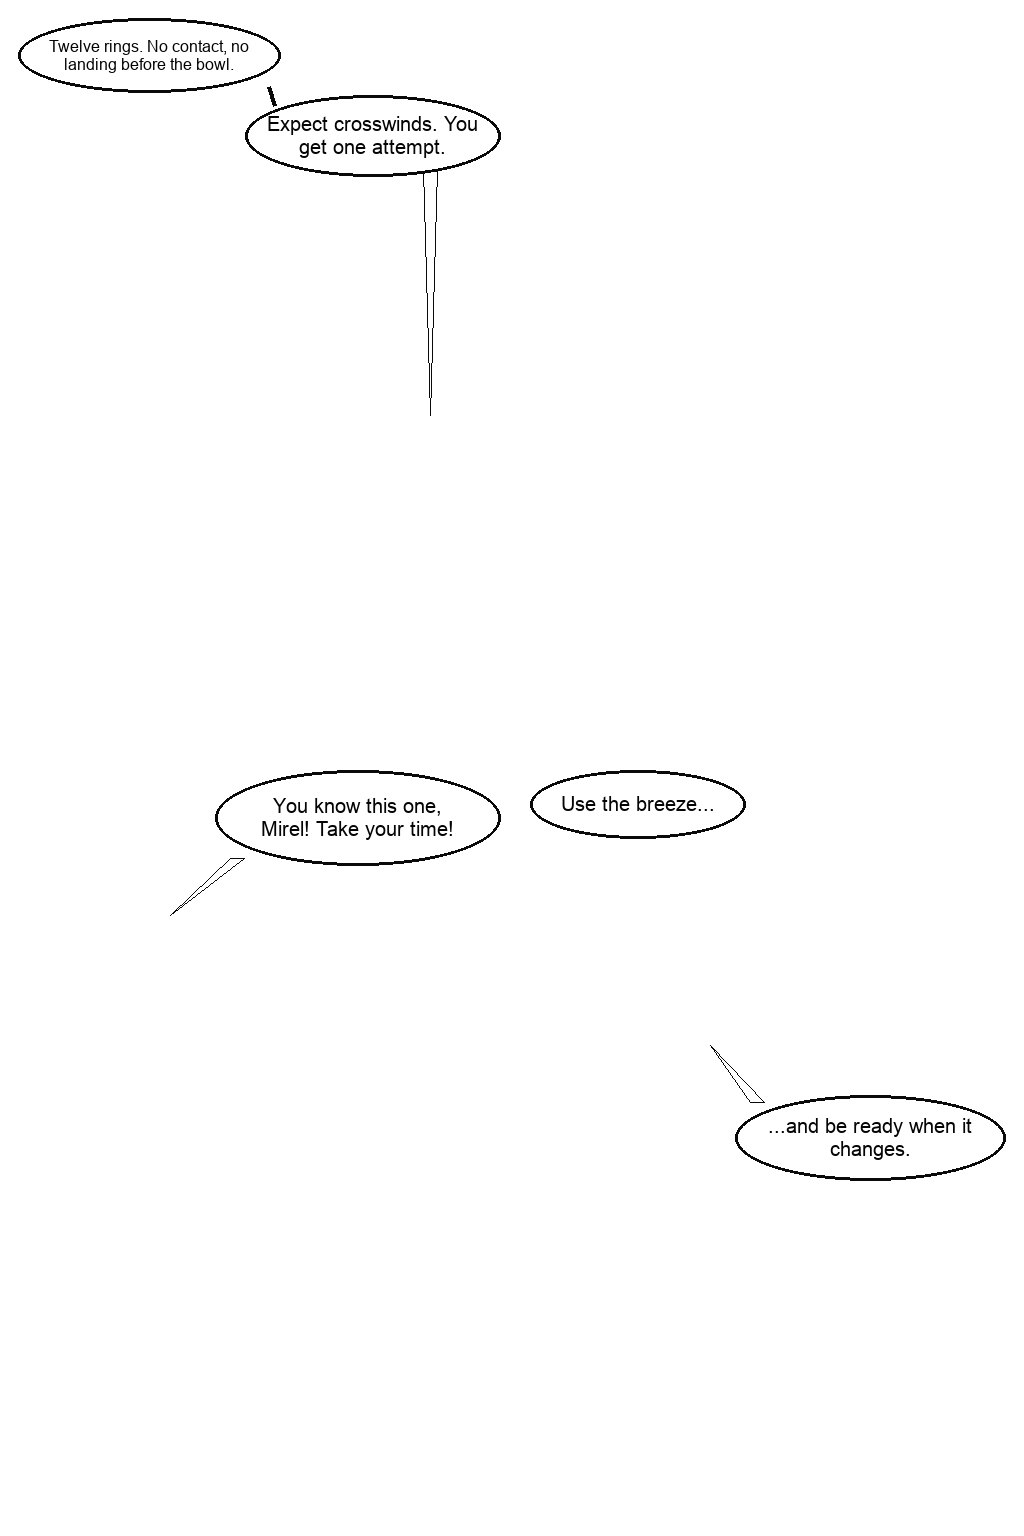 Twelve rings. No contact, no
landing before the bowl.
Expect crosswinds. You
get one attempt.
You know this one,
Mirel! Take your time!
Use the breeze...
...and be ready when it
changes.